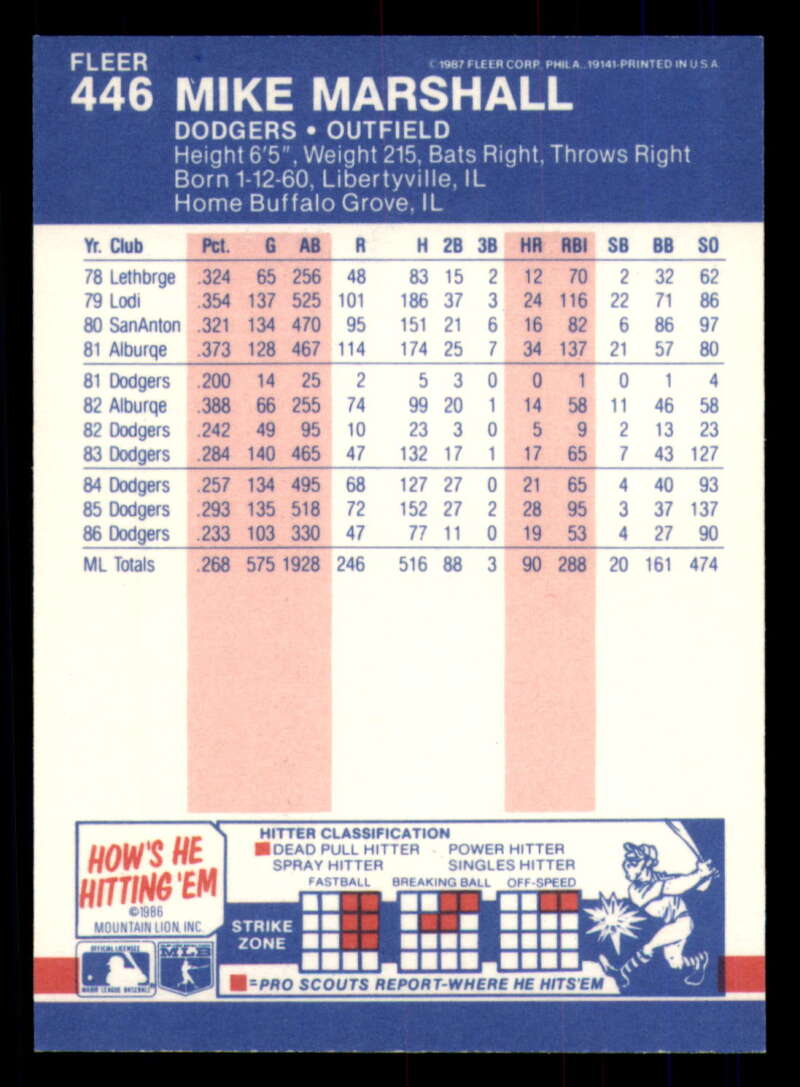 FLEER
©1987 FLEER CORP. PHILA., 19141-PRINTED IN U.S.A.
446 MIKE MARSHALL
DODGERS • OUTFIELD
Height 6'5", Weight 215, Bats Right, Throws Right
Born 1-12-60, Libertyville, IL
Home Buffalo Grove, IL
Yr. Club Pct. G AB R H 2B 3B HR RBI SB BB SO
78 Lethbrge .324 65 256 48 83 15 2 12 70 2 32 62
79 Lodi .354 137 525 101 186 37 3 24 116 22 71 86
80 SanAnton .321 134 470 95 151 21 6 16 82 6 86 97
81 Alburqe .373 128 467 114 174 25 7 34 137 21 57 80
81 Dodgers .200 14 25 2 5 3 0 0 1 0 1 4
82 Alburqe .388 66 255 74 99 20 1 14 58 11 46 58
82 Dodgers .242 49 95 10 23 3 0 5 9 2 13 23
83 Dodgers .284 140 465 47 132 17 1 17 65 7 43 127
84 Dodgers .257 134 495 68 127 27 0 21 65 4 40 93
85 Dodgers .293 135 518 72 152 27 2 28 95 3 37 137
86 Dodgers .233 103 330 47 77 11 0 19 53 4 27 90
ML Totals .268 575 1928 246 516 88 3 90 288 20 161 474
HOW'S HE
HITTING 'EM
©1986
MOUNTAIN LION, INC.
HITTER CLASSIFICATION
DEAD PULL HITTER POWER HITTER
SPRAY HITTER SINGLES HITTER
FASTBALL BREAKING BALL OFF-SPEED
STRIKE
ZONE
=PRO SCOUTS REPORT-WHERE HE HITS'EM
OFFICIAL LICENSEE
MAJOR LEAGUE BASEBALL
MLB